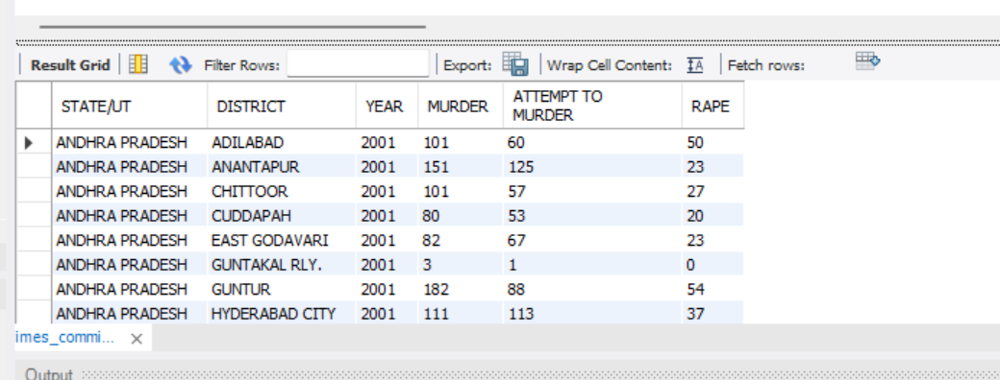 Result Grid Filter Rows: Export: Wrap Cell Content: IA Fetch rows:
STATE/UT DISTRICT YEAR MURDER ATTEMPT TO MURDER RAPE
ANDHRA PRADESH ADILABAD 2001 101 60 50
ANDHRA PRADESH ANANTAPUR 2001 151 125 23
ANDHRA PRADESH CHITTOOR 2001 101 57 27
ANDHRA PRADESH CUDDAPAH 2001 80 53 20
ANDHRA PRADESH EAST GODAVARI 2001 82 67 23
ANDHRA PRADESH GUNTAKAL RLY. 2001 3 1 0
ANDHRA PRADESH GUNTUR 2001 182 88 54
ANDHRA PRADESH HYDERABAD CITY 2001 111 113 37
imes_commi...
Output